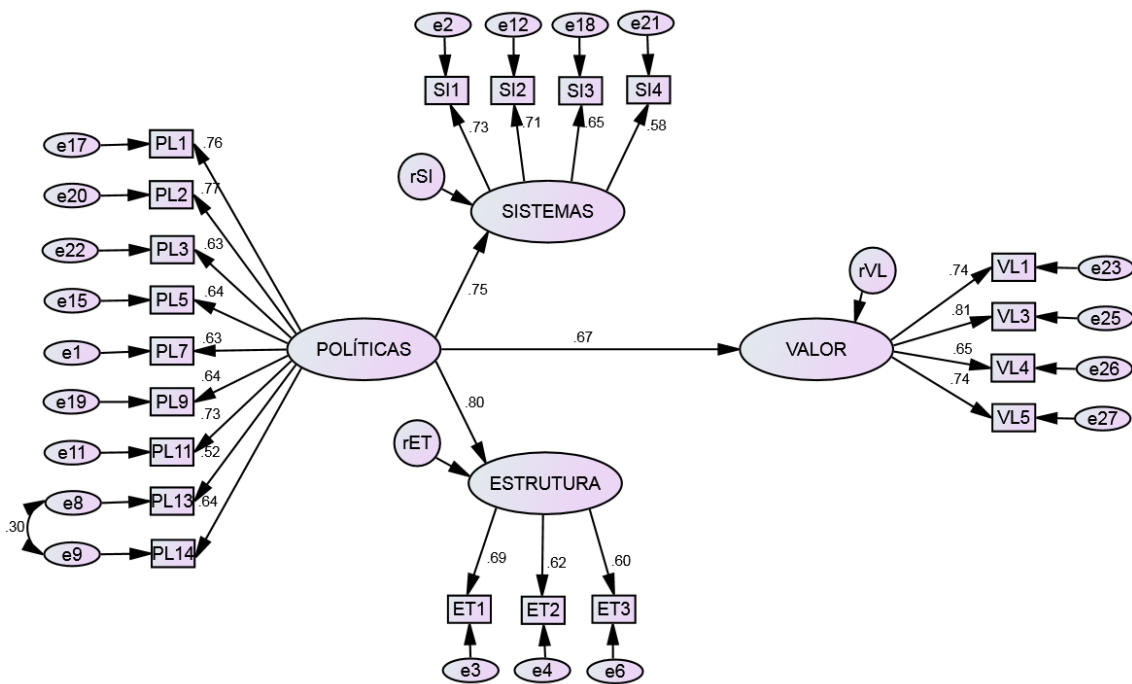 e2
e12
e18
e21
SI1
SI2
SI3
SI4
.73
.71
.65
.58
rSI
SISTEMAS
e17
PL1
.76
e20
PL2
.77
e22
PL3
.63
e15
PL5
.64
e1
PL7
.63
e19
PL9
.64
e11
PL11
.73
e8
PL13
.52
e9
PL14
.64
.30
POLÍTICAS
.75
.67
.80
rVL
VALOR
.74
VL1
e23
.81
VL3
e25
.65
VL4
e26
.74
VL5
e27
rET
ESTRUTURA
.69
.62
.60
ET1
ET2
ET3
e3
e4
e6